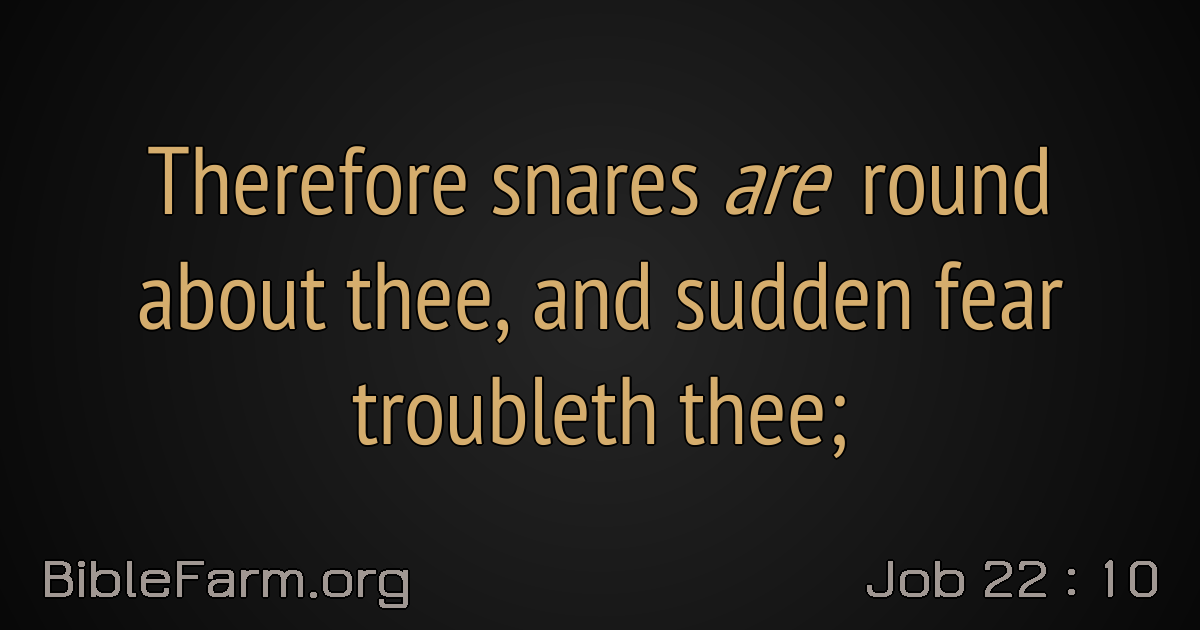 Therefore snares are round
about thee, and sudden fear
troubleth thee;
BibleFarm.org
Job 22 : 10